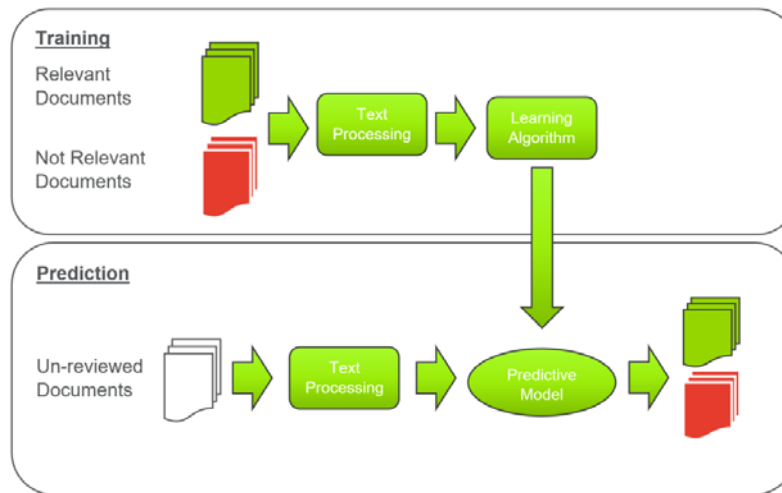 Training
Relevant
Documents
Text
Processing
Learning
Algorithm
Not Relevant
Documents
Prediction
Un-reviewed
Documents
Text
Processing
Predictive
Model